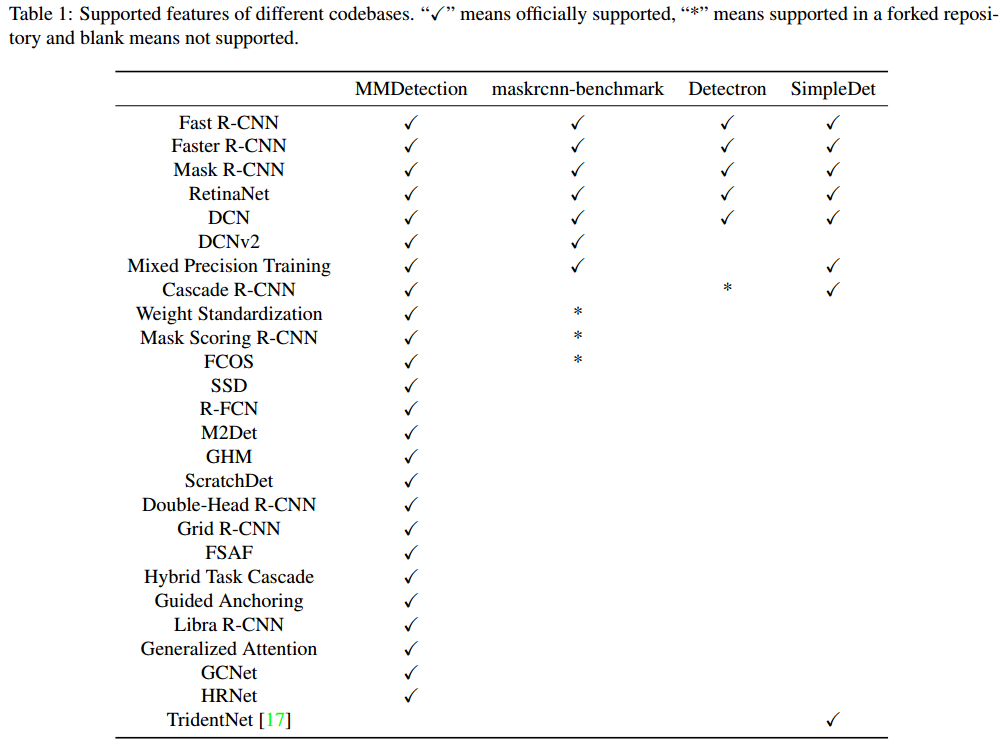 Table 1: Supported features of different codebases. “✓” means officially supported, “*” means supported in a forked reposi-
tory and blank means not supported.
MMDetection maskrcnn-benchmark Detectron SimpleDet
Fast R-CNN ✓ ✓ ✓ ✓
Faster R-CNN ✓ ✓ ✓ ✓
Mask R-CNN ✓ ✓ ✓ ✓
RetinaNet ✓ ✓ ✓ ✓
DCN ✓ ✓ ✓ ✓
DCNv2 ✓ ✓
Mixed Precision Training ✓ ✓ ✓
Cascade R-CNN ✓ * ✓
Weight Standardization ✓ *
Mask Scoring R-CNN ✓ *
FCOS ✓ *
SSD ✓
R-FCN ✓
M2Det ✓
GHM ✓
ScratchDet ✓
Double-Head R-CNN ✓
Grid R-CNN ✓
FSAF ✓
Hybrid Task Cascade ✓
Guided Anchoring ✓
Libra R-CNN ✓
Generalized Attention ✓
GCNet ✓
HRNet ✓
TridentNet [17] ✓